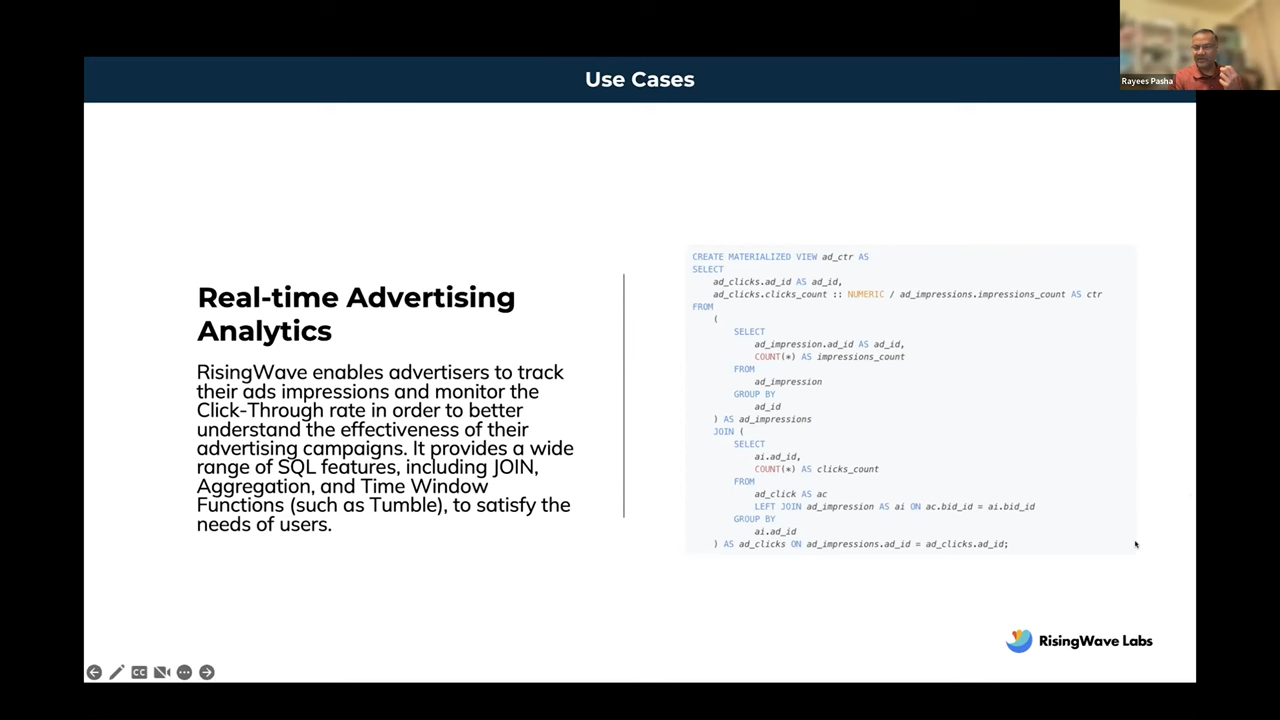 Use Cases
Rayees Pasha
Real-time Advertising
Analytics
RisingWave enables advertisers to track
their ads impressions and monitor the
Click-Through rate in order to better
understand the effectiveness of their
advertising campaigns. It provides a wide
range of SQL features, including JOIN,
Aggregation, and Time Window
Functions (such as Tumble), to satisfy the
needs of users.
CREATE MATERIALIZED VIEW ad_ctr AS
SELECT
ad_clicks.ad_id AS ad_id,
ad_clicks.clicks_count :: NUMERIC / ad_impressions.impressions_count AS ctr
FROM
(
SELECT
ad_impression.ad_id AS ad_id,
COUNT(*) AS impressions_count
FROM
ad_impression
GROUP BY
ad_id
) AS ad_impressions
JOIN (
SELECT
ai.ad_id,
COUNT(*) AS clicks_count
FROM
ad_click AS ac
LEFT JOIN ad_impression AS ai ON ac.bid_id = ai.bid_id
GROUP BY
ai.ad_id
) AS ad_clicks ON ad_impressions.ad_id = ad_clicks.ad_id;
RisingWave Labs
CC